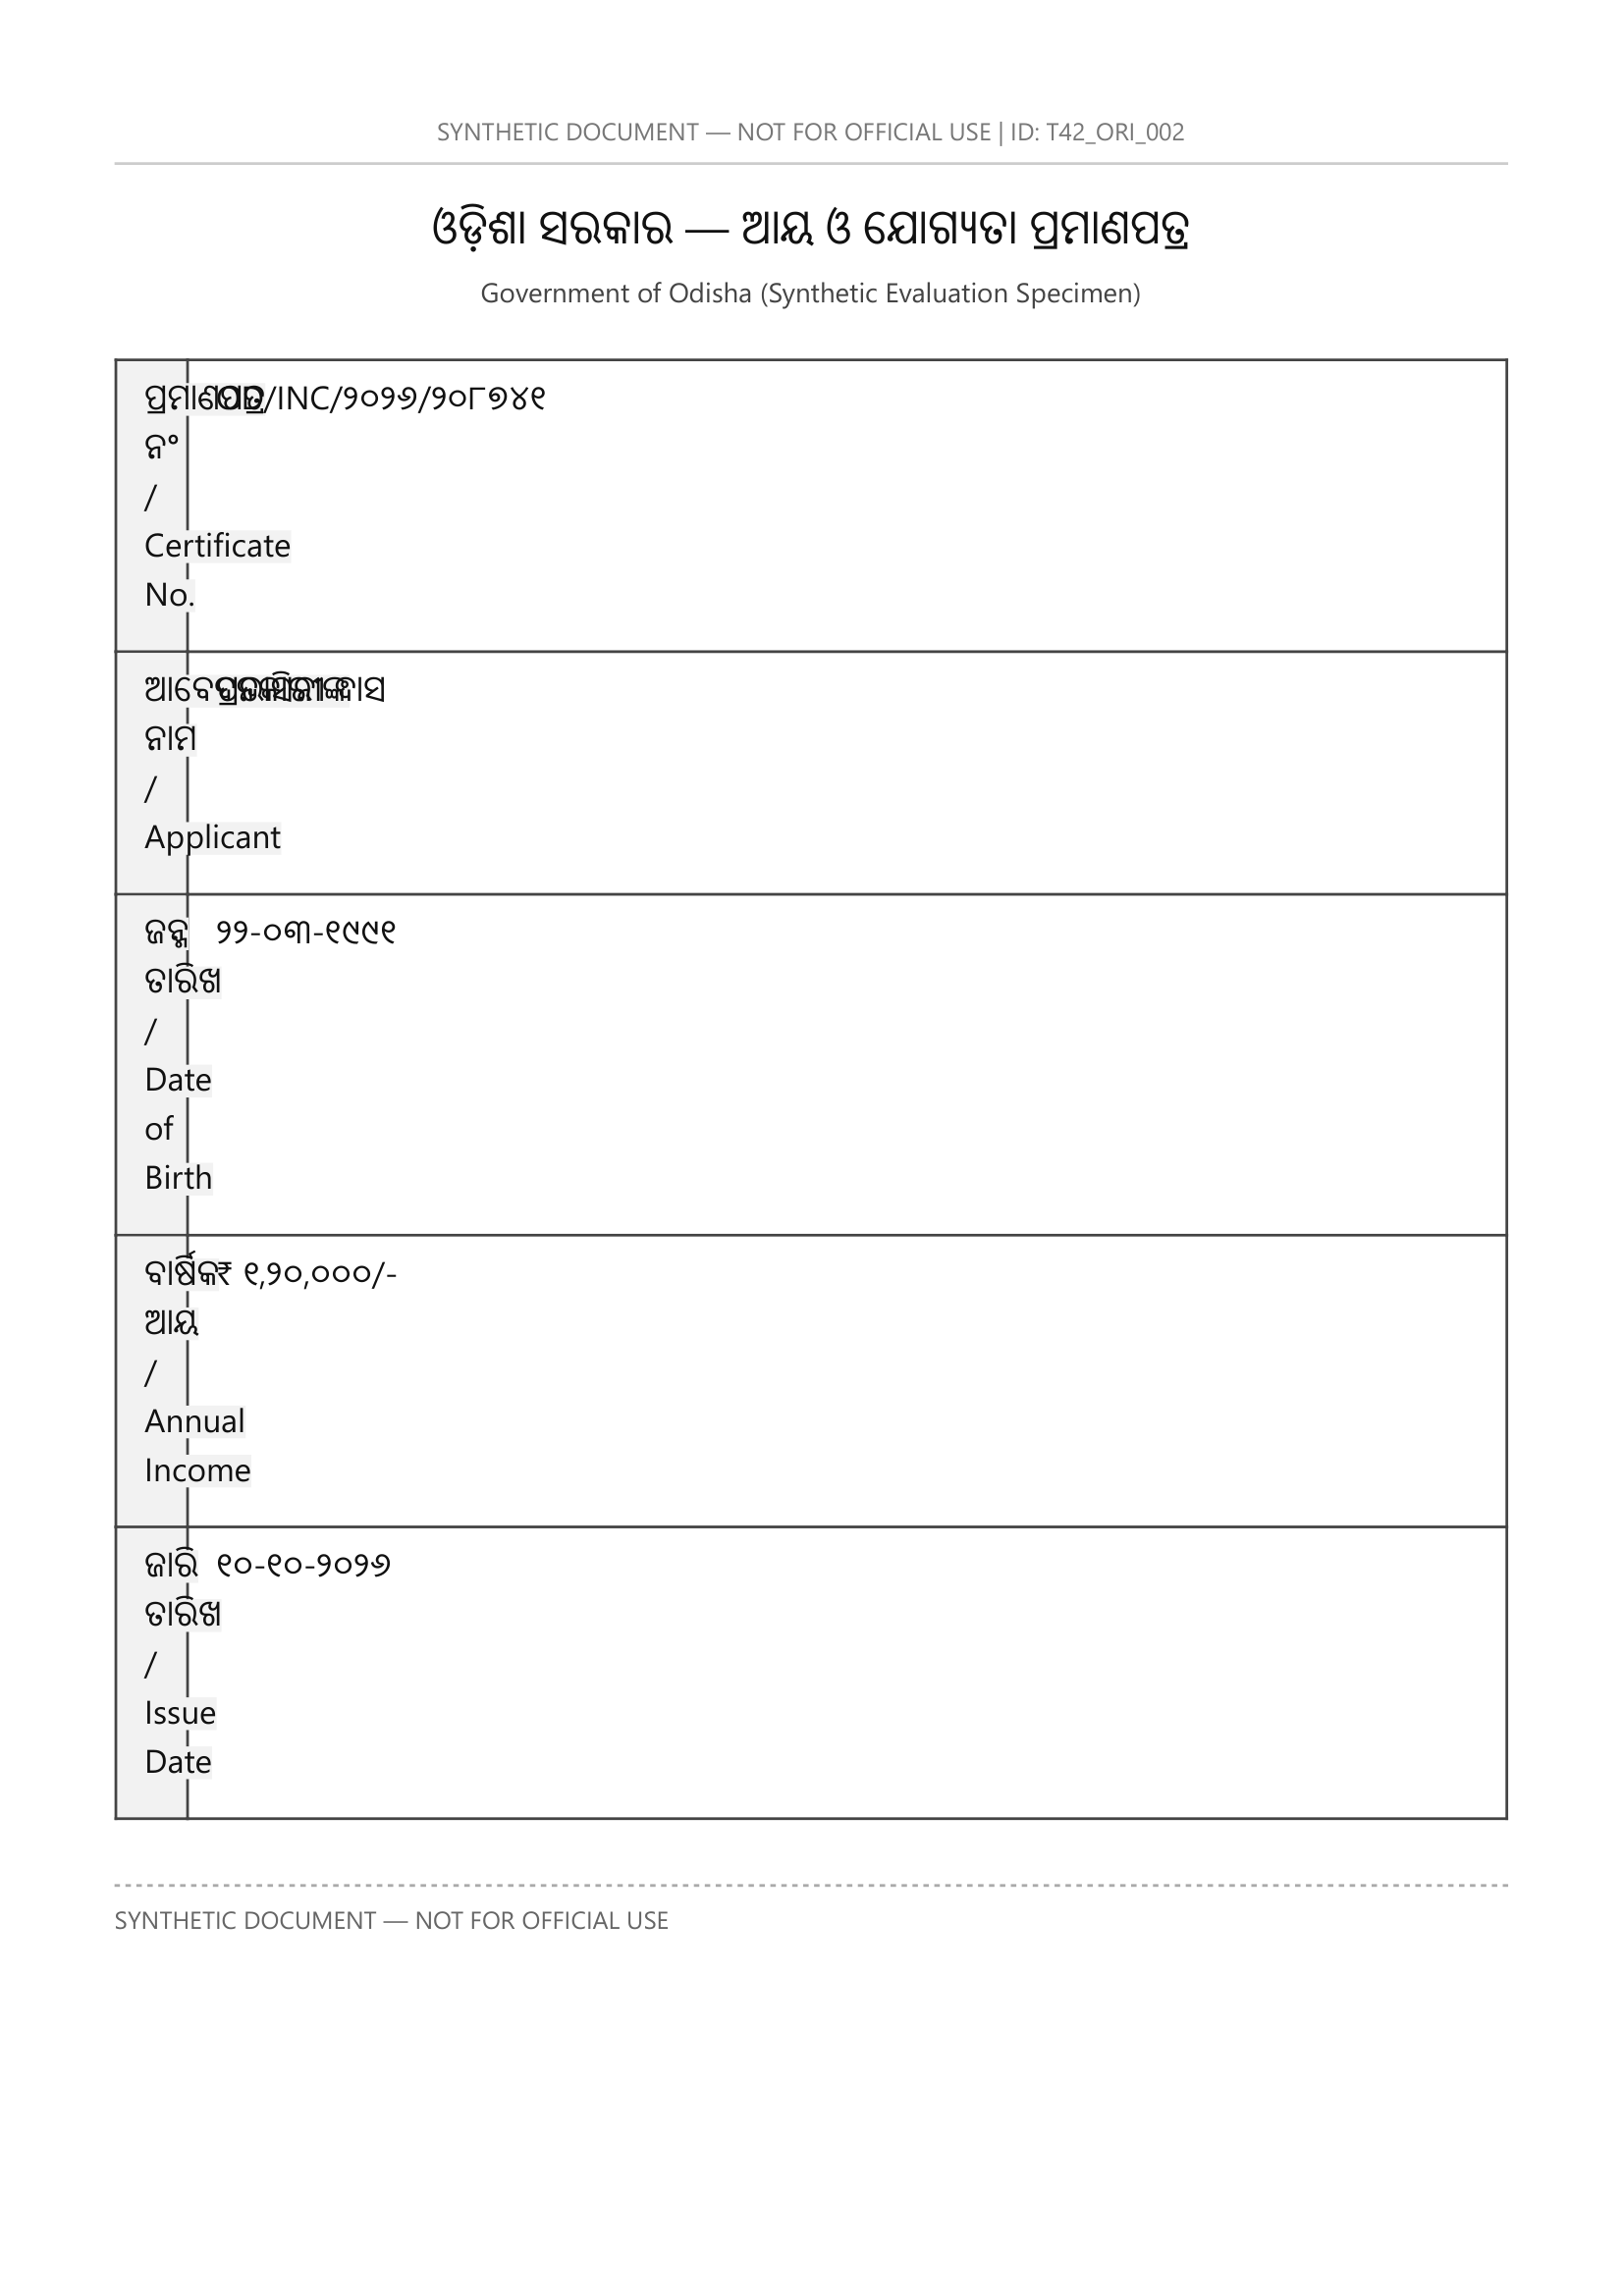 SYNTHETIC DOCUMENT — NOT FOR OFFICIAL USE | ID: T42_ORI_002
ଓଡ଼ିଶା ସରକାର — ଆୟ ଓ ଯୋଗ୍ୟତା ପ୍ରମାଣପତ୍ର
Government of Odisha (Synthetic Evaluation Specimen)
ପ୍ରମାଣପତ୍ର /INC/୨୦୨୬/୨୦୮୭୪୧
ନଂ
/
Certificate
No.
ଦାସ
ନାମ
/
Applicant
ଜନ୍ମ ୨୨-୦୩-୧୯୯୧
ତାରିଖ
/
Date
of
Birth
ବାର୍ଷିକ ₹ ୧,୨୦,୦୦୦/-
ଆୟ
/
Annual
Income
ଜାରି ୧୦-୧୦-୨୦୨୬
ତାରିଖ
/
Issue
Date
SYNTHETIC DOCUMENT — NOT FOR OFFICIAL USE